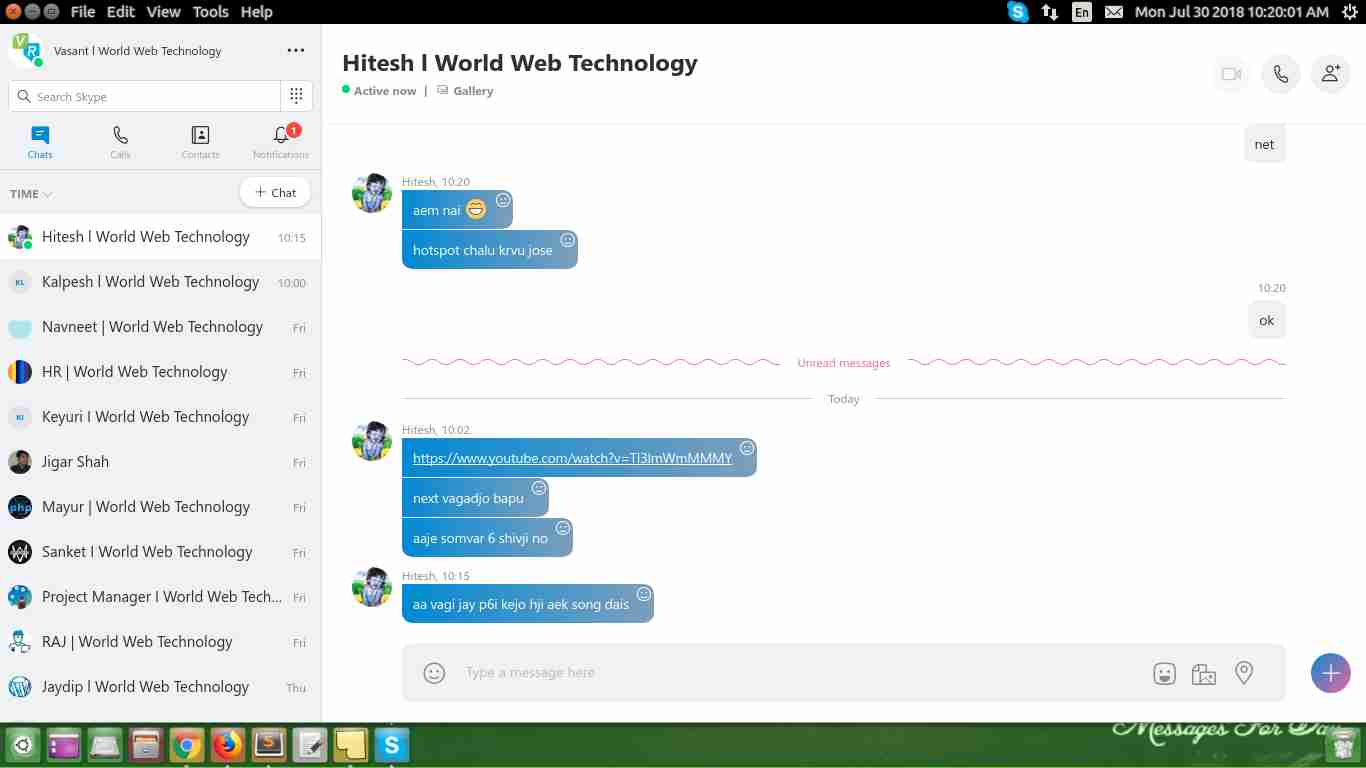 File Edit View Tools Help
En
Mon Jul 30 2018 10:20:01 AM
Vasant l World Web Technology
Search Skype
Chats
Calls
Contacts
1
Notifications
TIME
+ Chat
Hitesh l World Web Technology 10:15
KL Kalpesh l World Web Technology 10:00
Navneet | World Web Technology Fri
HR | World Web Technology Fri
KI Keyuri I World Web Technology Fri
Jigar Shah Fri
php Mayur | World Web Technology Fri
Sanket I World Web Technology Fri
Project Manager I World Web Tech... Fri
RAJ | World Web Technology Fri
Jaydip l World Web Technology Thu
Hitesh l World Web Technology
Active now | Gallery
net
Hitesh, 10:20
aem nai
hotspot chalu krvu jose
10:20
ok
Unread messages
Today
Hitesh, 10:02
https://www.youtube.com/watch?v=Tl3ImWmMMMY
next vagadjo bapu
aaje somvar 6 shivji no
Hitesh, 10:15
aa vagi jay p6i kejo hji aek song dais
Type a message here
Messages For Day